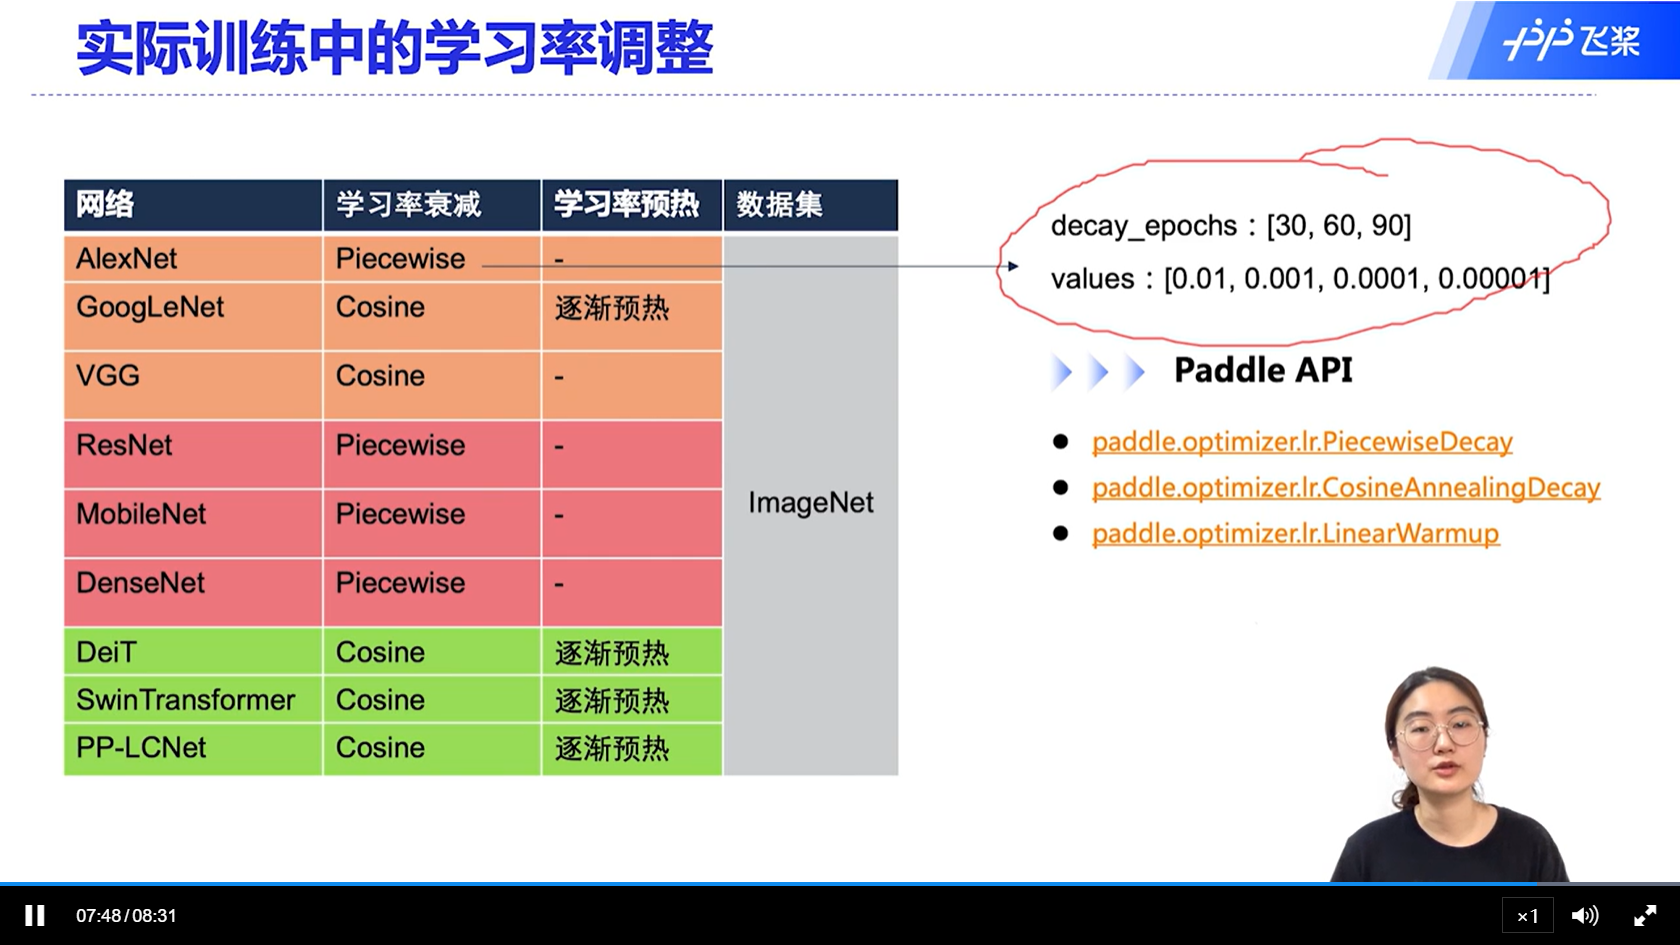 实际训练中的学习率调整
飞桨
网络 学习率衰减 学习率预热 数据集
AlexNet Piecewise -
GoogLeNet Cosine 逐渐预热
VGG Cosine -
ResNet Piecewise -
MobileNet Piecewise -
DenseNet Piecewise -
DeiT Cosine 逐渐预热
SwinTransformer Cosine 逐渐预热
PP-LCNet Cosine 逐渐预热
ImageNet
decay_epochs：[30, 60, 90]
values：[0.01, 0.001, 0.0001, 0.00001]
Paddle API
● paddle.optimizer.lr.PiecewiseDecay
● paddle.optimizer.lr.CosineAnnealingDecay
● paddle.optimizer.lr.LinearWarmup
07:48/08:31
×1